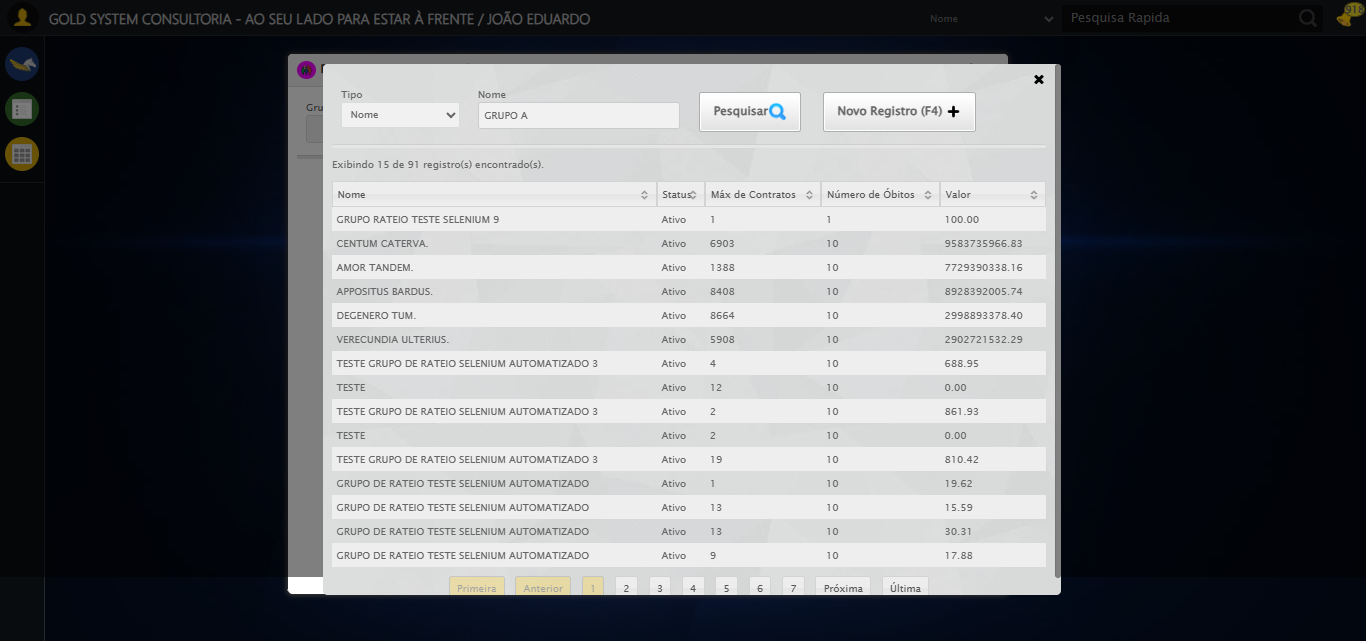 GOLD SYSTEM CONSULTORIA - AO SEU LADO PARA ESTAR À FRENTE / JOÃO EDUARDO
Nome
Pesquisa Rapida
918
Gru
Tipo
Nome
Nome
GRUPO A
Pesquisar
Novo Registro (F4)
Exibindo 15 de 91 registro(s) encontrado(s).
Nome Status Máx de Contratos Número de Óbitos Valor
GRUPO RATEIO TESTE SELENIUM 9 Ativo 1 1 100.00
CENTUM CATERVA. Ativo 6903 10 9583735966.83
AMOR TANDEM. Ativo 1388 10 7729390338.16
APPOSITUS BARDUS. Ativo 8408 10 8928392005.74
DEGENERO TUM. Ativo 8664 10 2998893378.40
VERECUNDIA ULTERIUS. Ativo 5908 10 2902721532.29
TESTE GRUPO DE RATEIO SELENIUM AUTOMATIZADO 3 Ativo 4 10 688.95
TESTE Ativo 12 10 0.00
TESTE GRUPO DE RATEIO SELENIUM AUTOMATIZADO 3 Ativo 2 10 861.93
TESTE Ativo 2 10 0.00
TESTE GRUPO DE RATEIO SELENIUM AUTOMATIZADO 3 Ativo 19 10 810.42
GRUPO DE RATEIO TESTE SELENIUM AUTOMATIZADO Ativo 1 10 19.62
GRUPO DE RATEIO TESTE SELENIUM AUTOMATIZADO Ativo 13 10 15.59
GRUPO DE RATEIO TESTE SELENIUM AUTOMATIZADO Ativo 13 10 30.31
GRUPO DE RATEIO TESTE SELENIUM AUTOMATIZADO Ativo 9 10 17.88
Primeira Anterior 1 2 3 4 5 6 7 Próxima Última